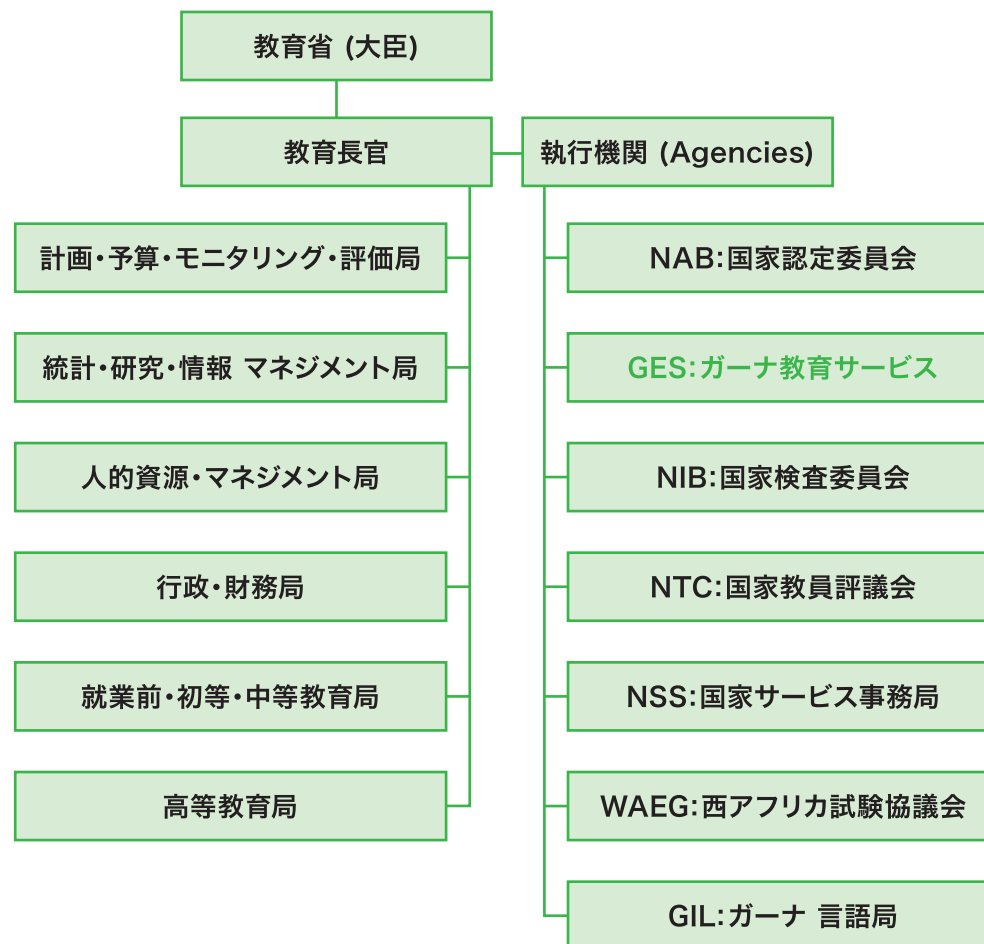 教育省 (大臣)
教育長官
執行機関 (Agencies)
計画・予算・モニタリング・評価局
統計・研究・情報 マネジメント局
人的資源・マネジメント局
行政・財務局
就業前・初等・中等教育局
高等教育局
NAB:国家認定委員会
GES:ガーナ教育サービス
NIB:国家検査委員会
NTC:国家教員評議会
NSS:国家サービス事務局
WAEG:西アフリカ試験協議会
GIL:ガーナ 言語局